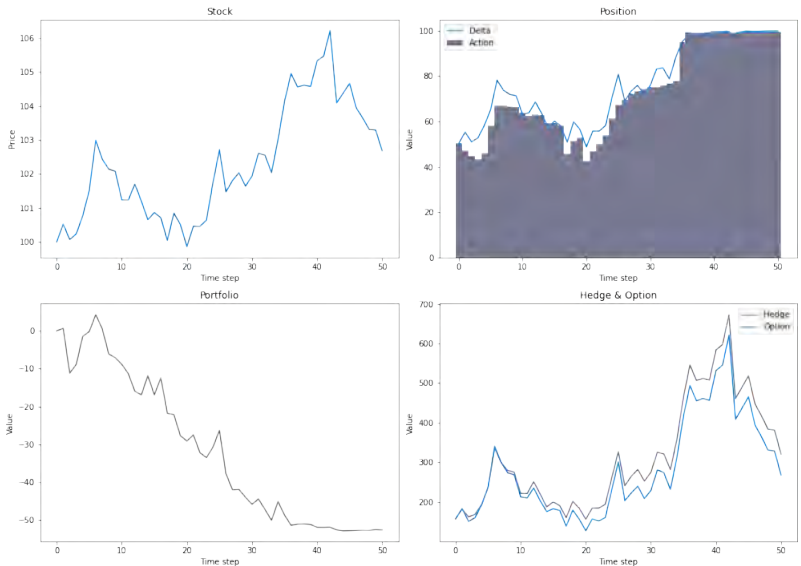 Stock
Price
106
105
104
103
102
101
100
0 10 20 30 40 50
Time step
Position
Value
Delta
Action
100
80
60
40
20
0
0 10 20 30 40 50
Time step
Portfolio
Value
0
−10
−20
−30
−40
−50
0 10 20 30 40 50
Time step
Hedge & Option
Value
Hedge
Option
700
600
500
400
300
200
0 10 20 30 40 50
Time step